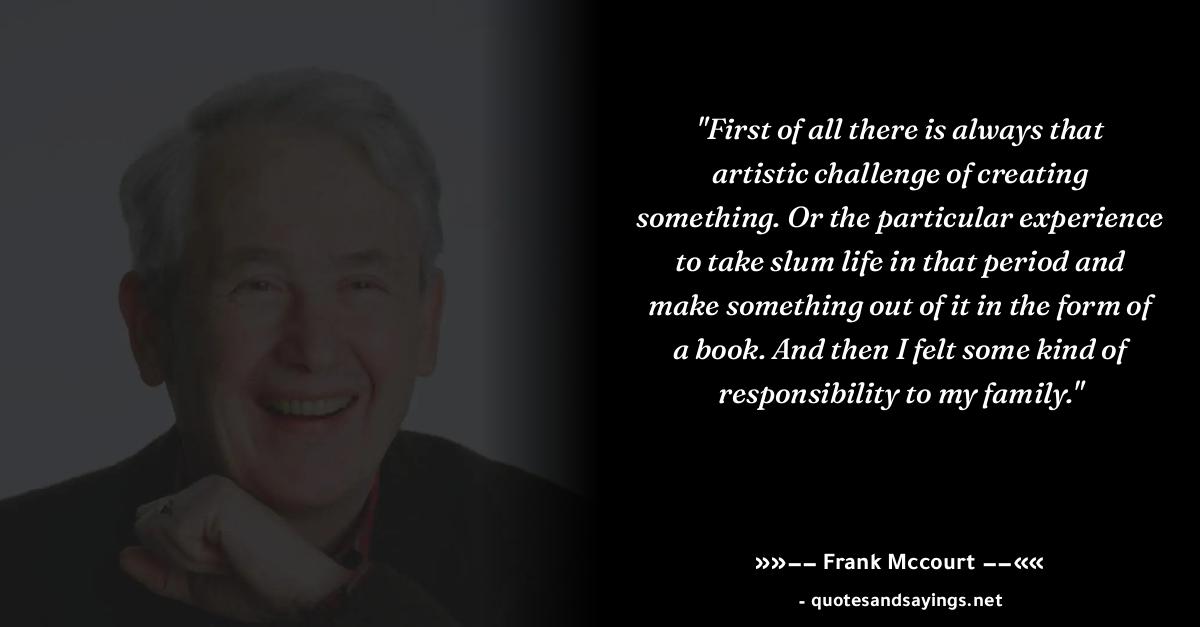 "First of all there is always that
artistic challenge of creating
something. Or the particular experience
to take slum life in that period and
make something out of it in the form of
a book. And then I felt some kind of
responsibility to my family."
»»−− Frank Mccourt −−««
- quotesandsayings.net